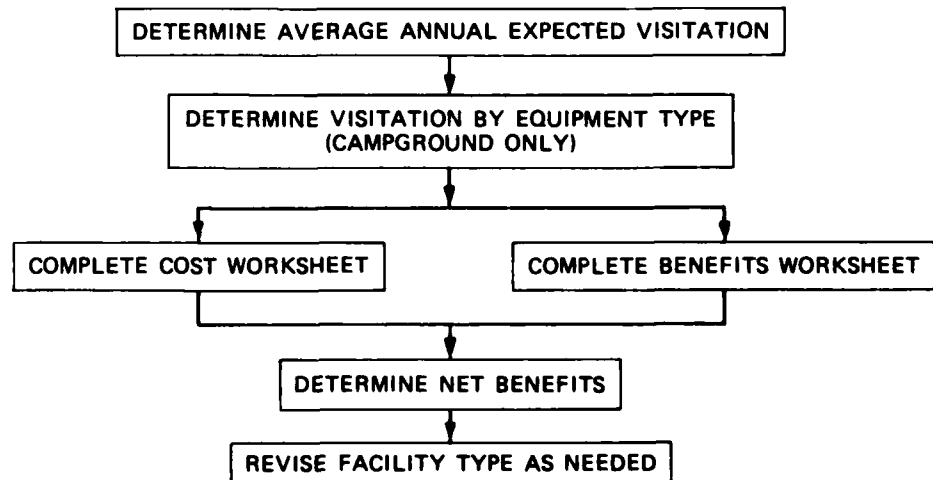 DETERMINE AVERAGE ANNUAL EXPECTED VISITATION
DETERMINE VISITATION BY EQUIPMENT TYPE
(CAMPGROUND ONLY)
COMPLETE COST WORKSHEET
COMPLETE BENEFITS WORKSHEET
DETERMINE NET BENEFITS
REVISE FACILITY TYPE AS NEEDED